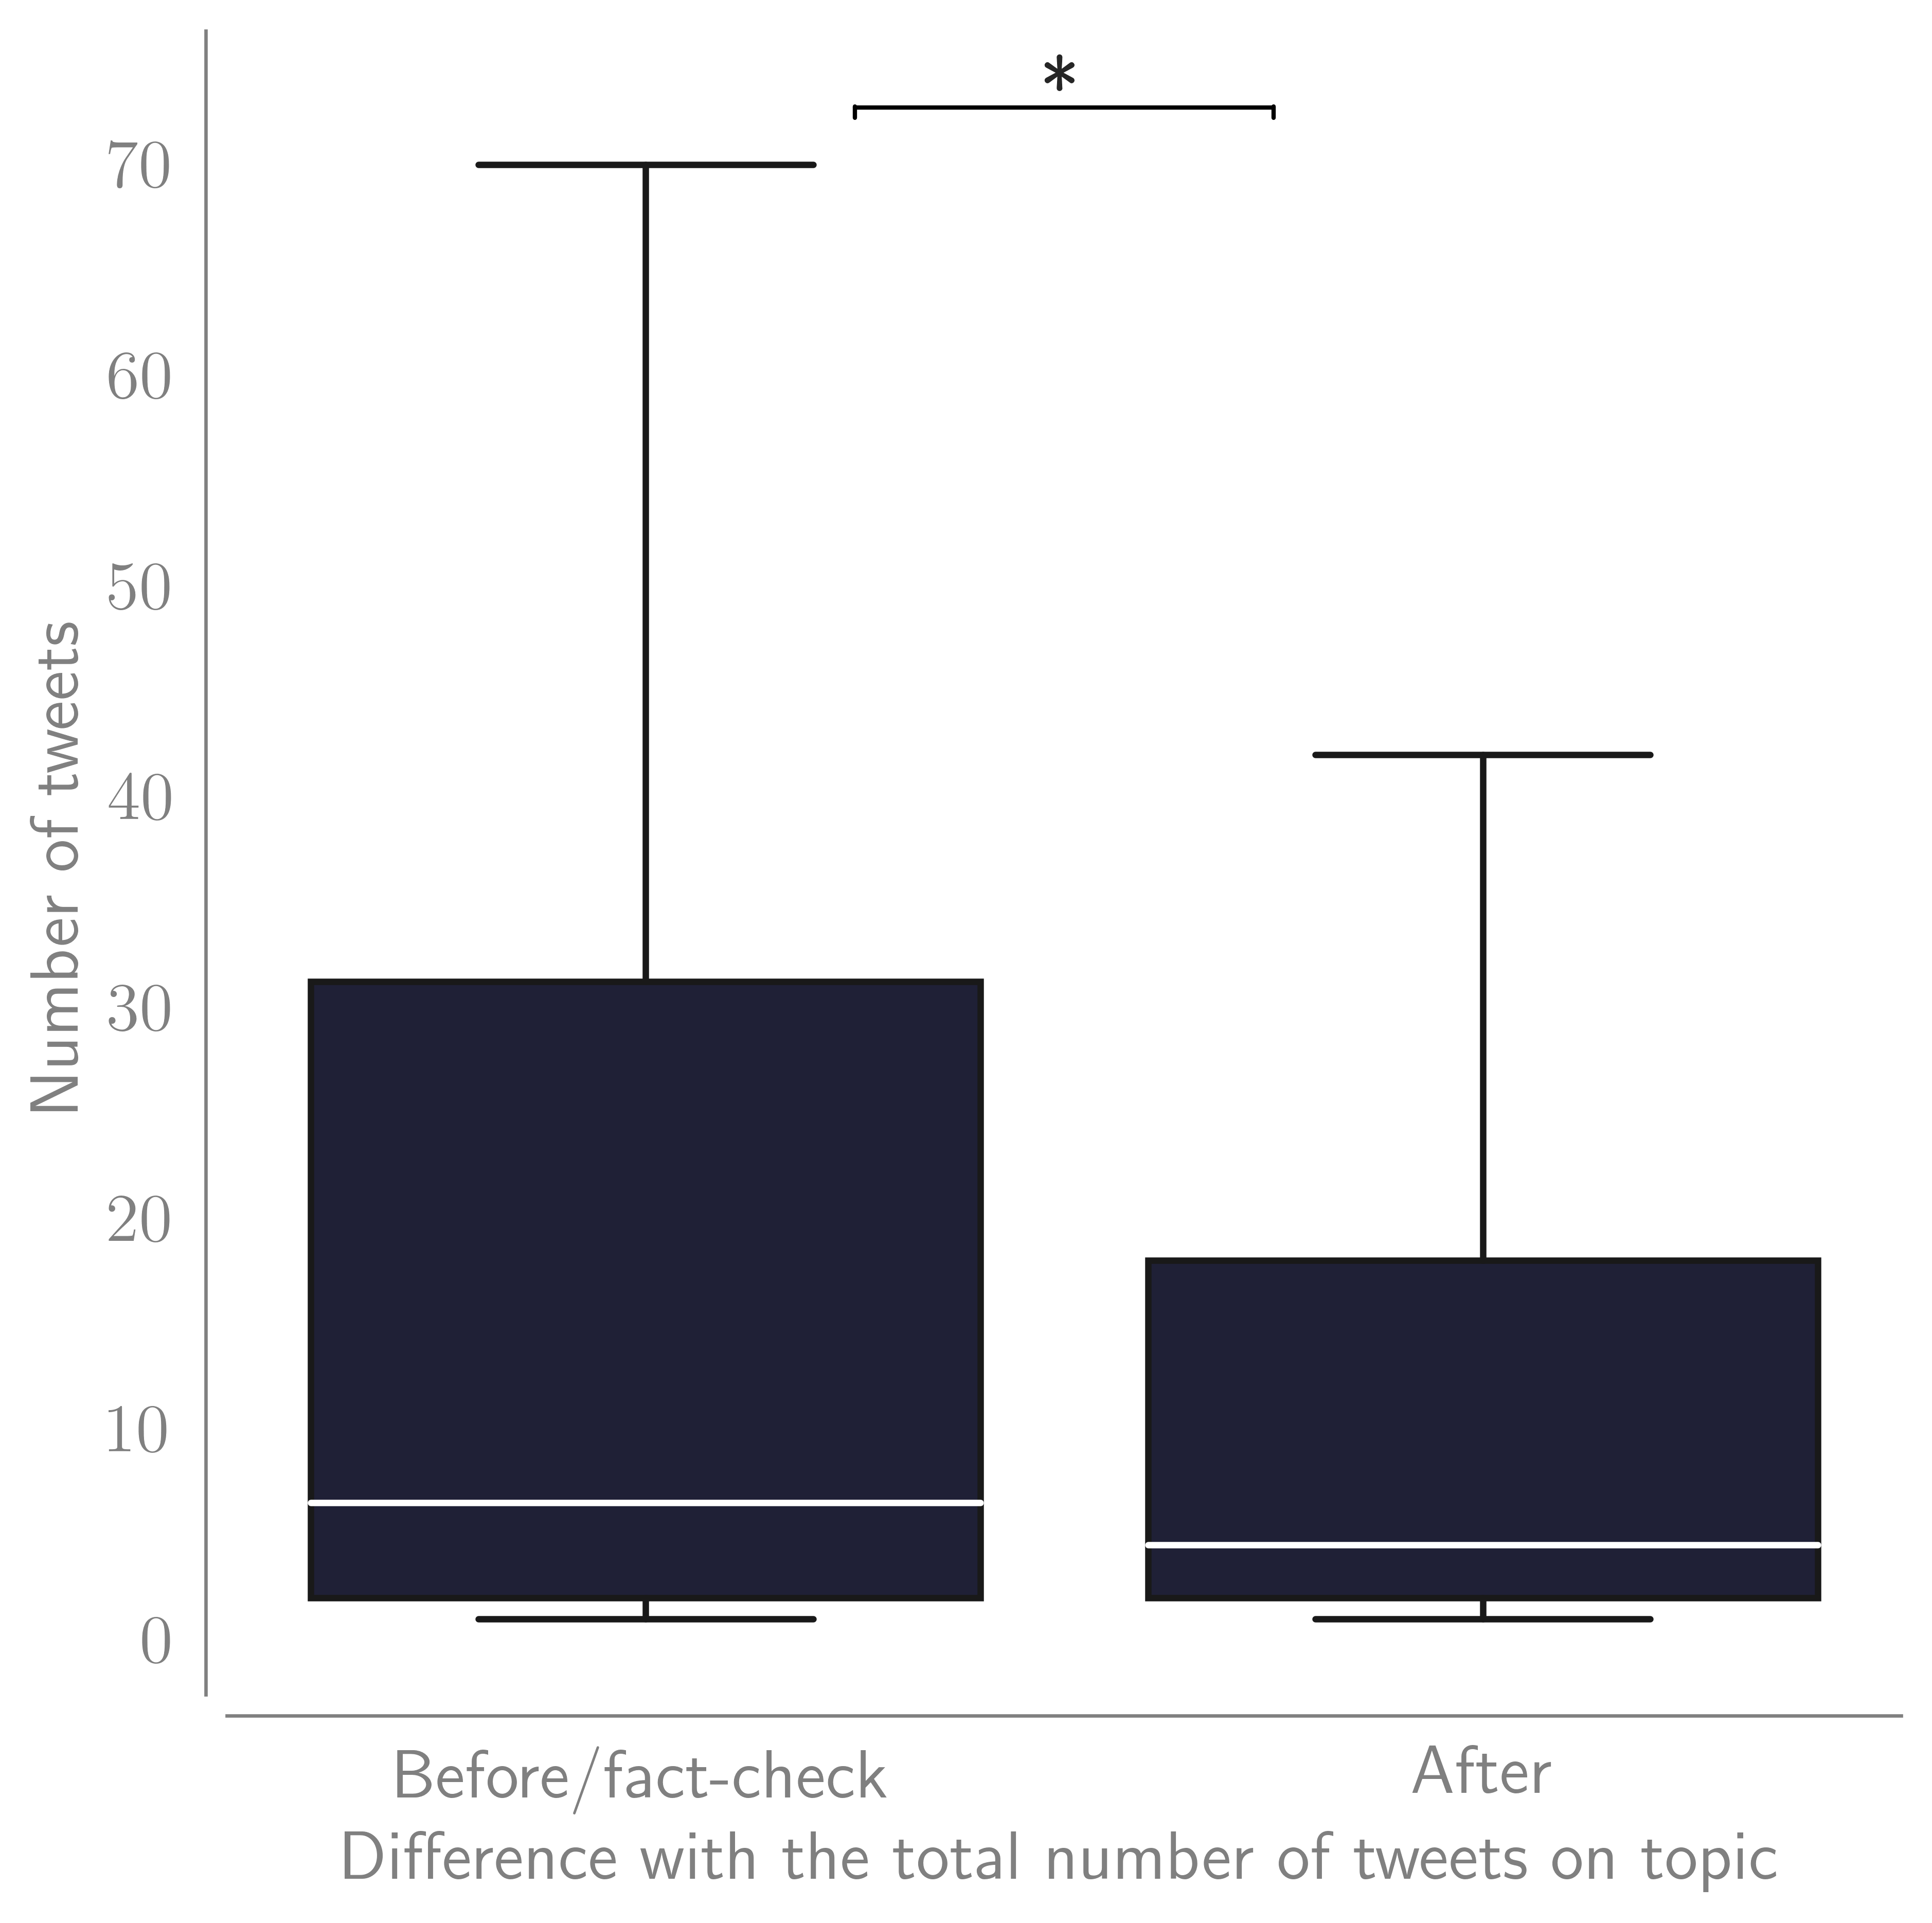 *
70
60
50
40
30
20
10
0
Number of tweets
Before/fact-check
After
Difference with the total number of tweets on topic